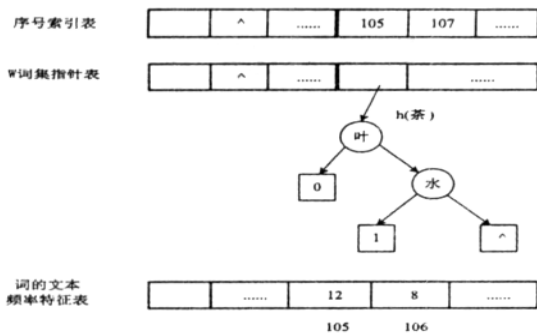 序号索引表 ^ …… 105 107 ……
W词集指针表 ^ …… ……
h(茶)
叶
0 水
1 ^
词的文本
频率特征表 …… 12 8 ……
105 106